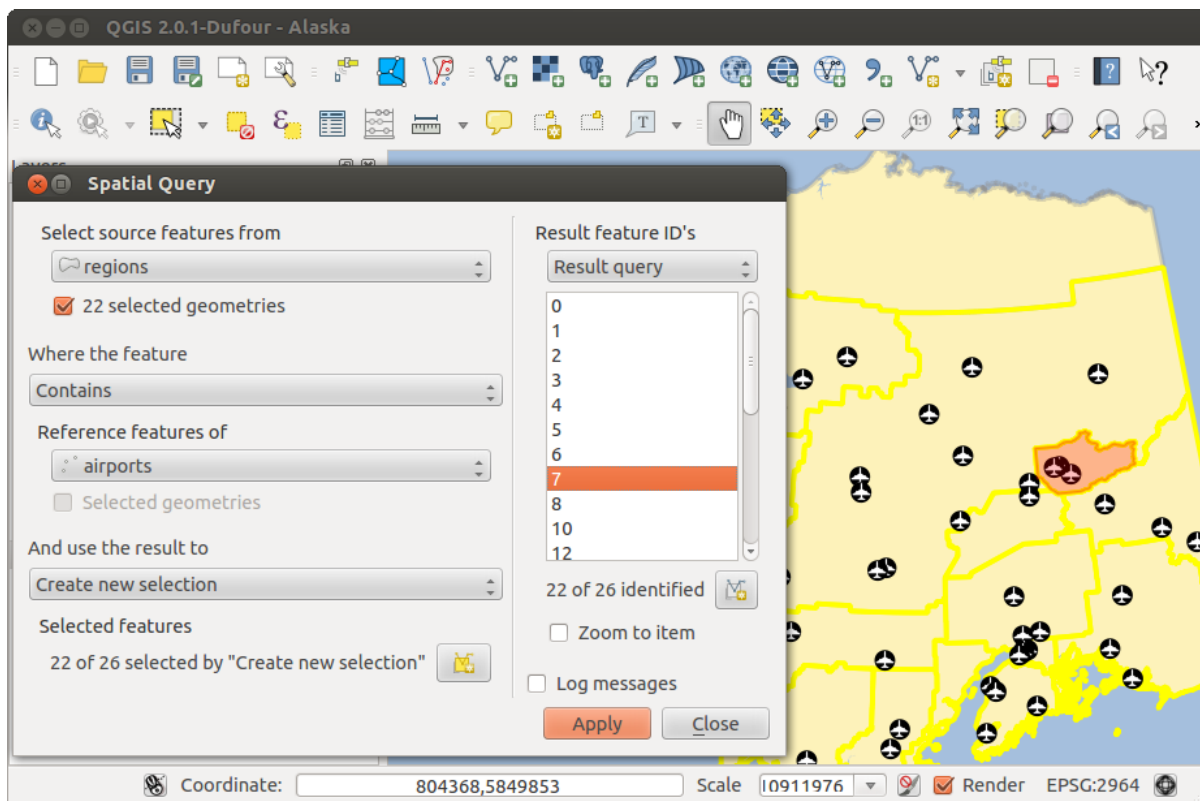 QGIS 2.0.1-Dufour - Alaska
1:1
T
?
?
Layers
Spatial Query
Select source features from
regions
22 selected geometries
Where the feature
Contains
Reference features of
airports
Selected geometries
And use the result to
Create new selection
Selected features
22 of 26 selected by "Create new selection"
Result feature ID's
Result query
0
1
2
3
4
5
6
7
8
10
12
22 of 26 identified
Zoom to item
Log messages
Apply
Close
Coordinate:
804368,5849853
Scale
10911976
Render
EPSG:2964